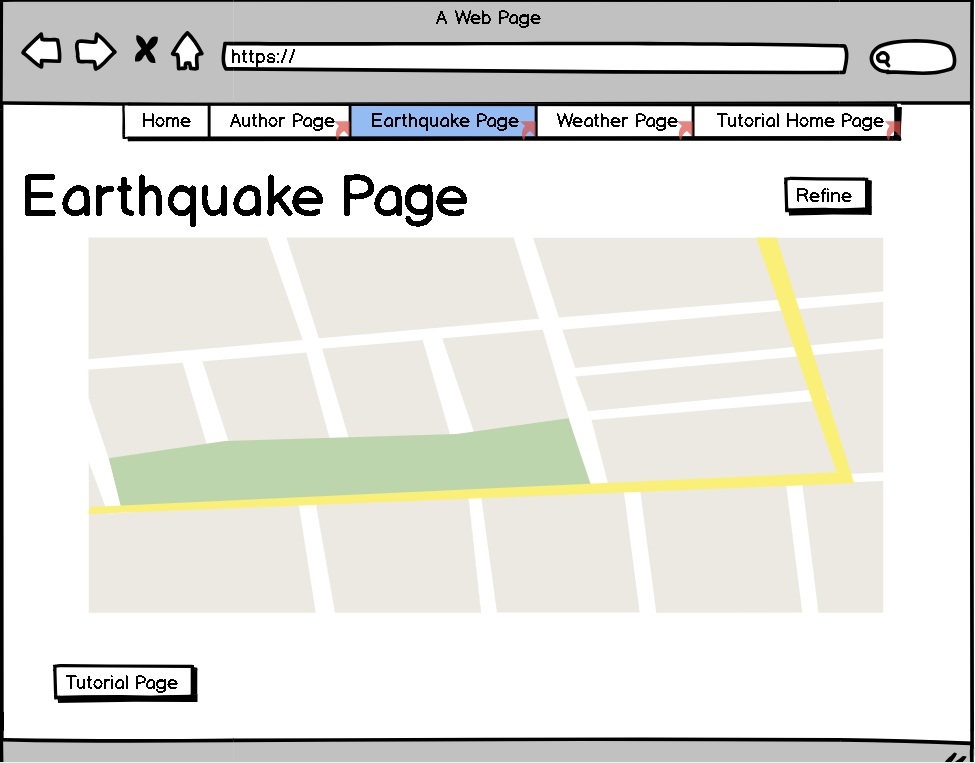 A Web Page
https://
Home Author Page Earthquake Page Weather Page Tutorial Home Page
Earthquake Page
Refine
Tutorial Page